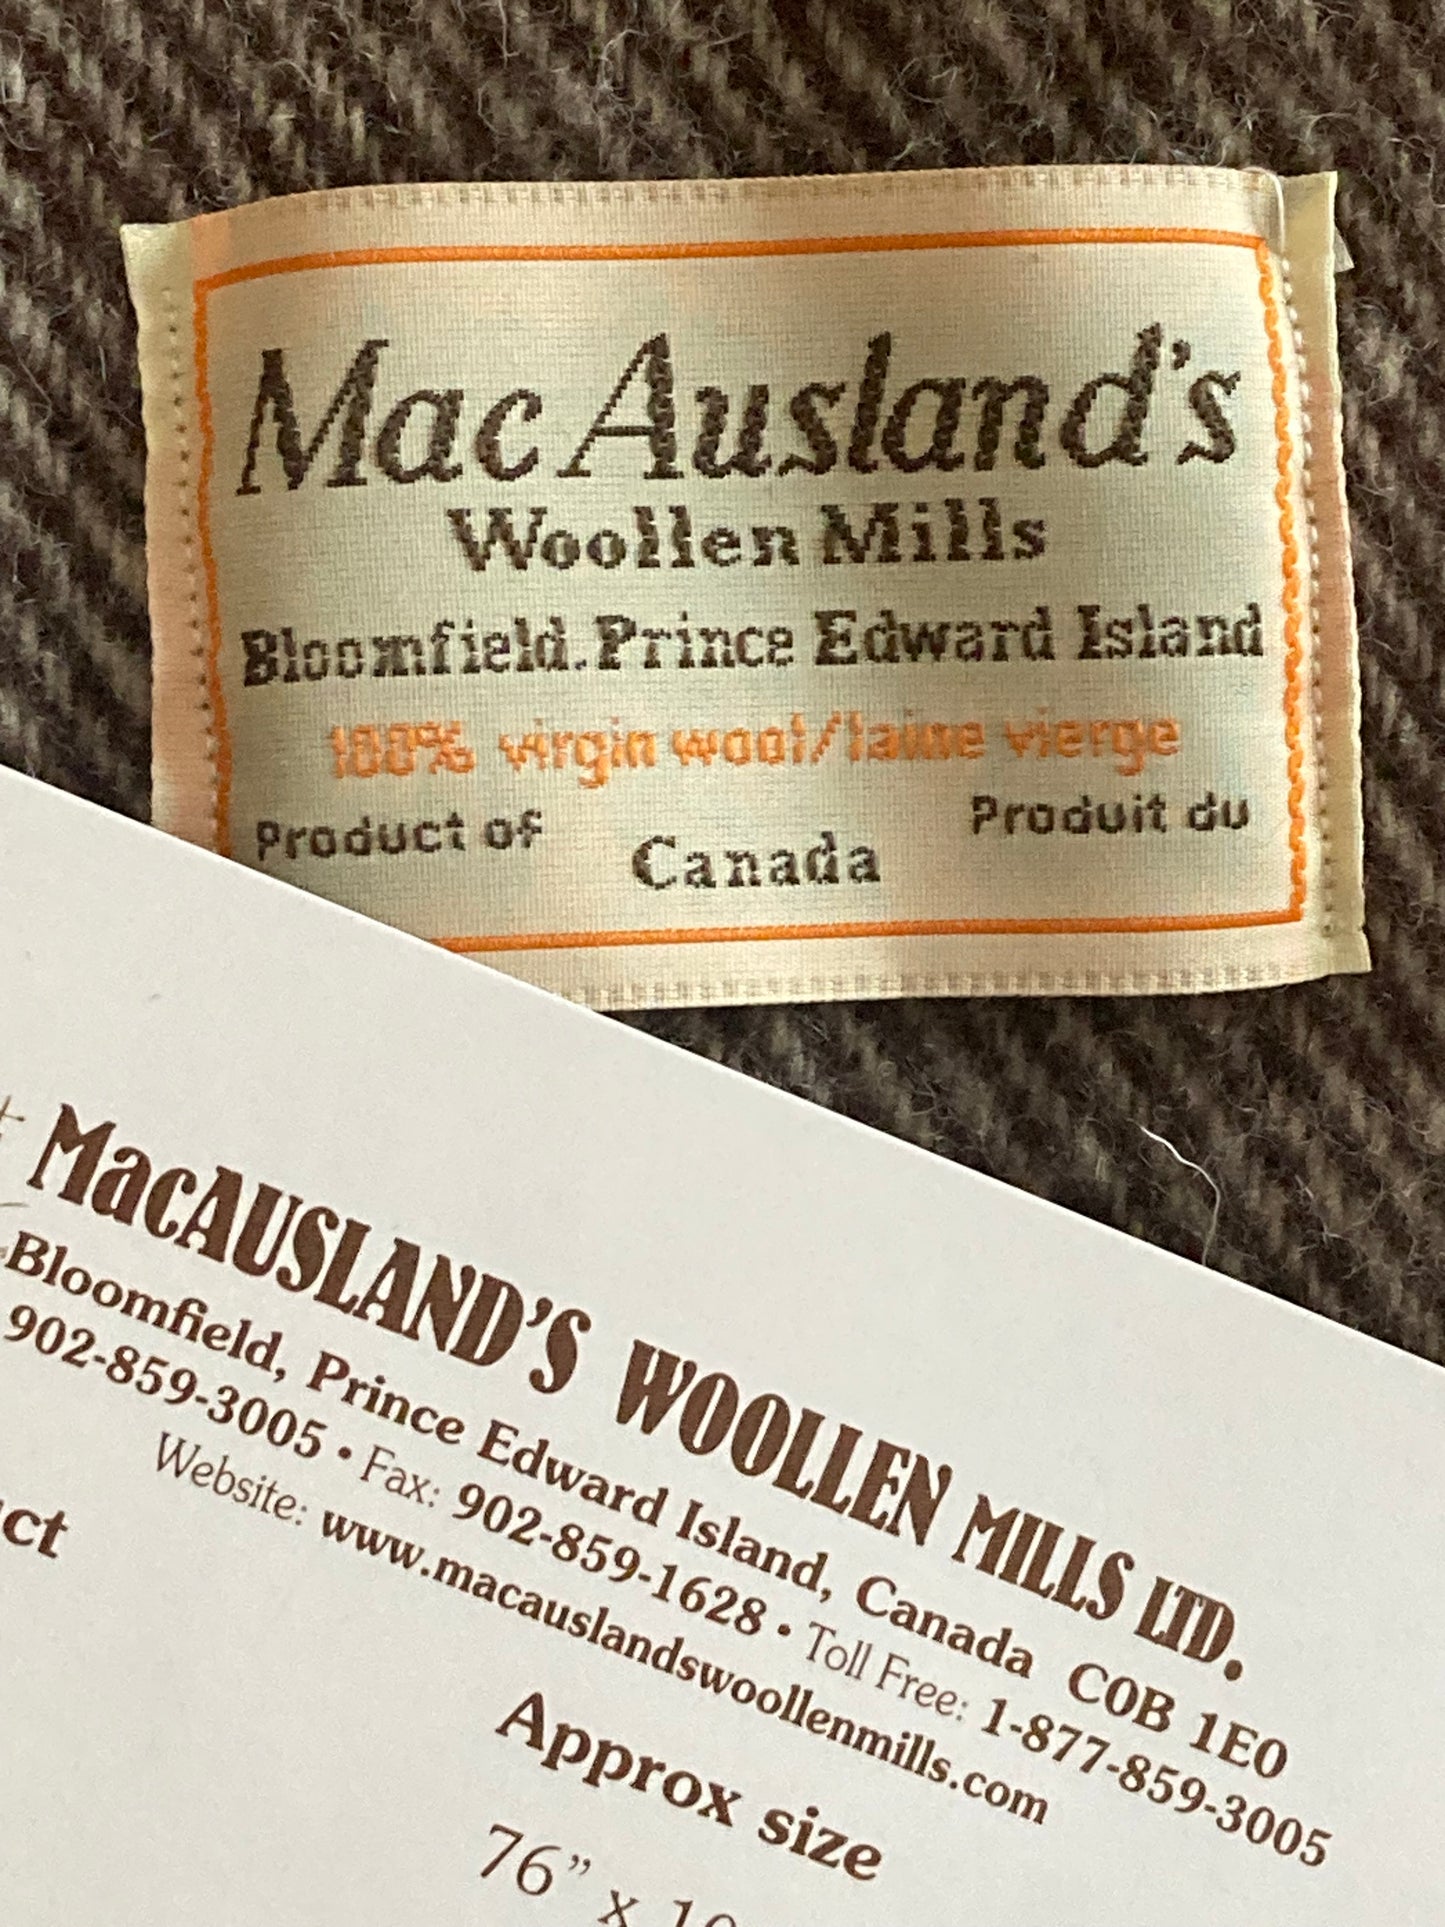 MacAusland's
Woollen Mills
Bloomfield. Prince Edward Island
100% virgin wool/laine vierge
Product of Canada Produit du
MacAUSLAND'S WOOLLEN MILLS LTD.
Bloomfield, Prince Edward Island, Canada C0B 1E0
902-859-3005 • Fax: 902-859-1628 • Toll Free: 1-877-859-3005
Website: www.macauslandswoollenmills.com
Approx size
76" x